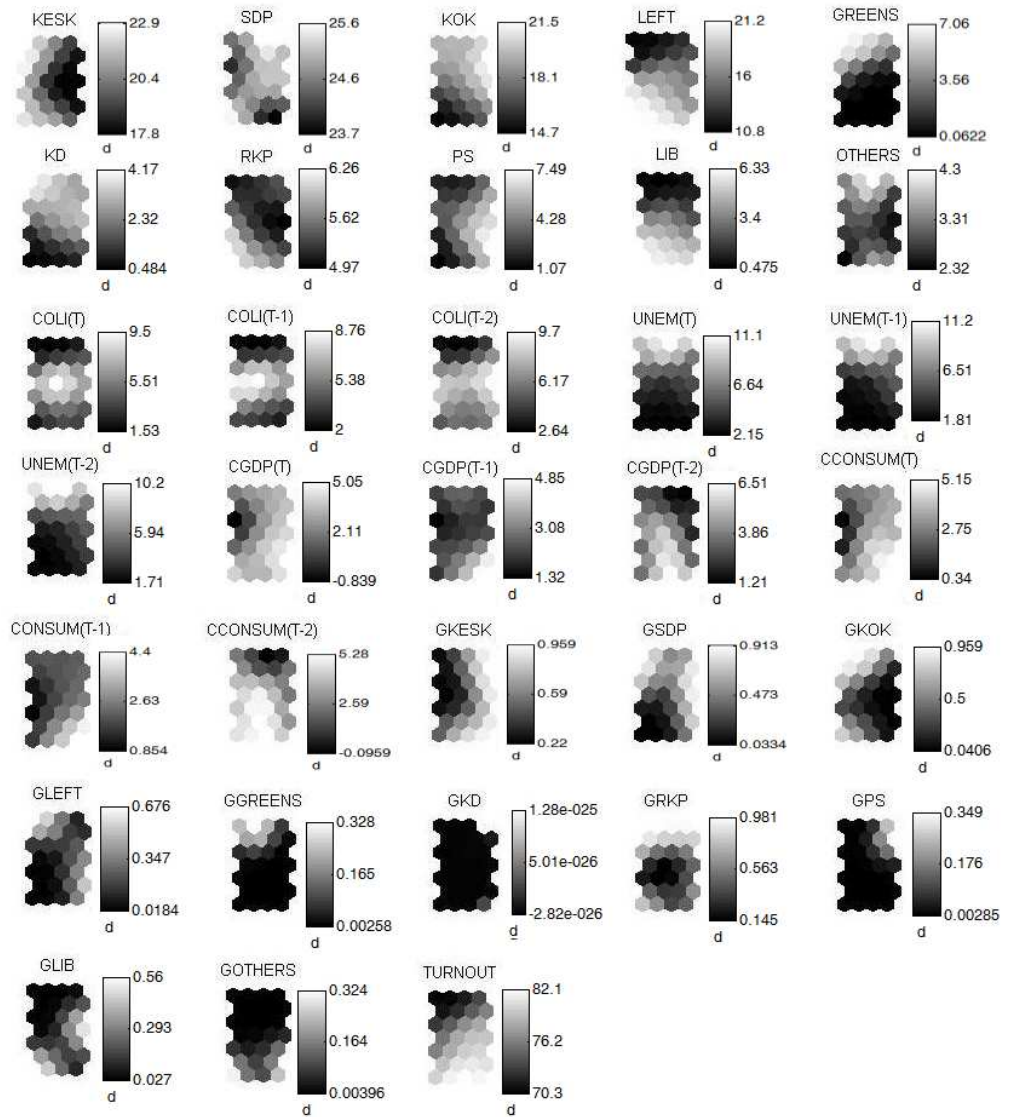 KESK
22.9
20.4
17.8
d
SDP
25.6
24.6
23.7
d
KOK
21.5
18.1
14.7
d
LEFT
21.2
16
10.8
d
GREENS
7.06
3.56
0.0622
d
KD
4.17
2.32
0.484
d
RKP
6.26
5.62
4.97
d
PS
7.49
4.28
1.07
d
LIB
6.33
3.4
0.475
d
OTHERS
4.3
3.31
2.32
d
COLI(T)
9.5
5.51
1.53
d
COLI(T-1)
8.76
5.38
2
d
COLI(T-2)
9.7
6.17
2.64
d
UNEM(T)
11.1
6.64
2.15
d
UNEM(T-1)
11.2
6.51
1.81
d
UNEM(T-2)
10.2
5.94
1.71
d
CGDP(T)
5.05
2.11
-0.839
d
CGDP(T-1)
4.85
3.08
1.32
d
CGDP(T-2)
6.51
3.86
1.21
d
CCONSUM(T)
5.15
2.75
0.34
d
CONSUM(T-1)
4.4
2.63
0.854
d
CCONSUM(T-2)
5.28
2.59
-0.0959
d
GKESK
0.959
0.59
0.22
d
GSDP
0.913
0.473
0.0334
d
GKOK
0.959
0.5
0.0406
d
GLEFT
0.676
0.347
0.0184
d
GGREENS
0.328
0.165
0.00258
d
GKD
1.28e-025
5.01e-026
-2.82e-026
d
GRKP
0.981
0.563
0.145
d
GPS
0.349
0.176
0.00285
d
GLIB
0.56
0.293
0.027
d
GOTHERS
0.324
0.164
0.00396
d
TURNOUT
82.1
76.2
70.3
d